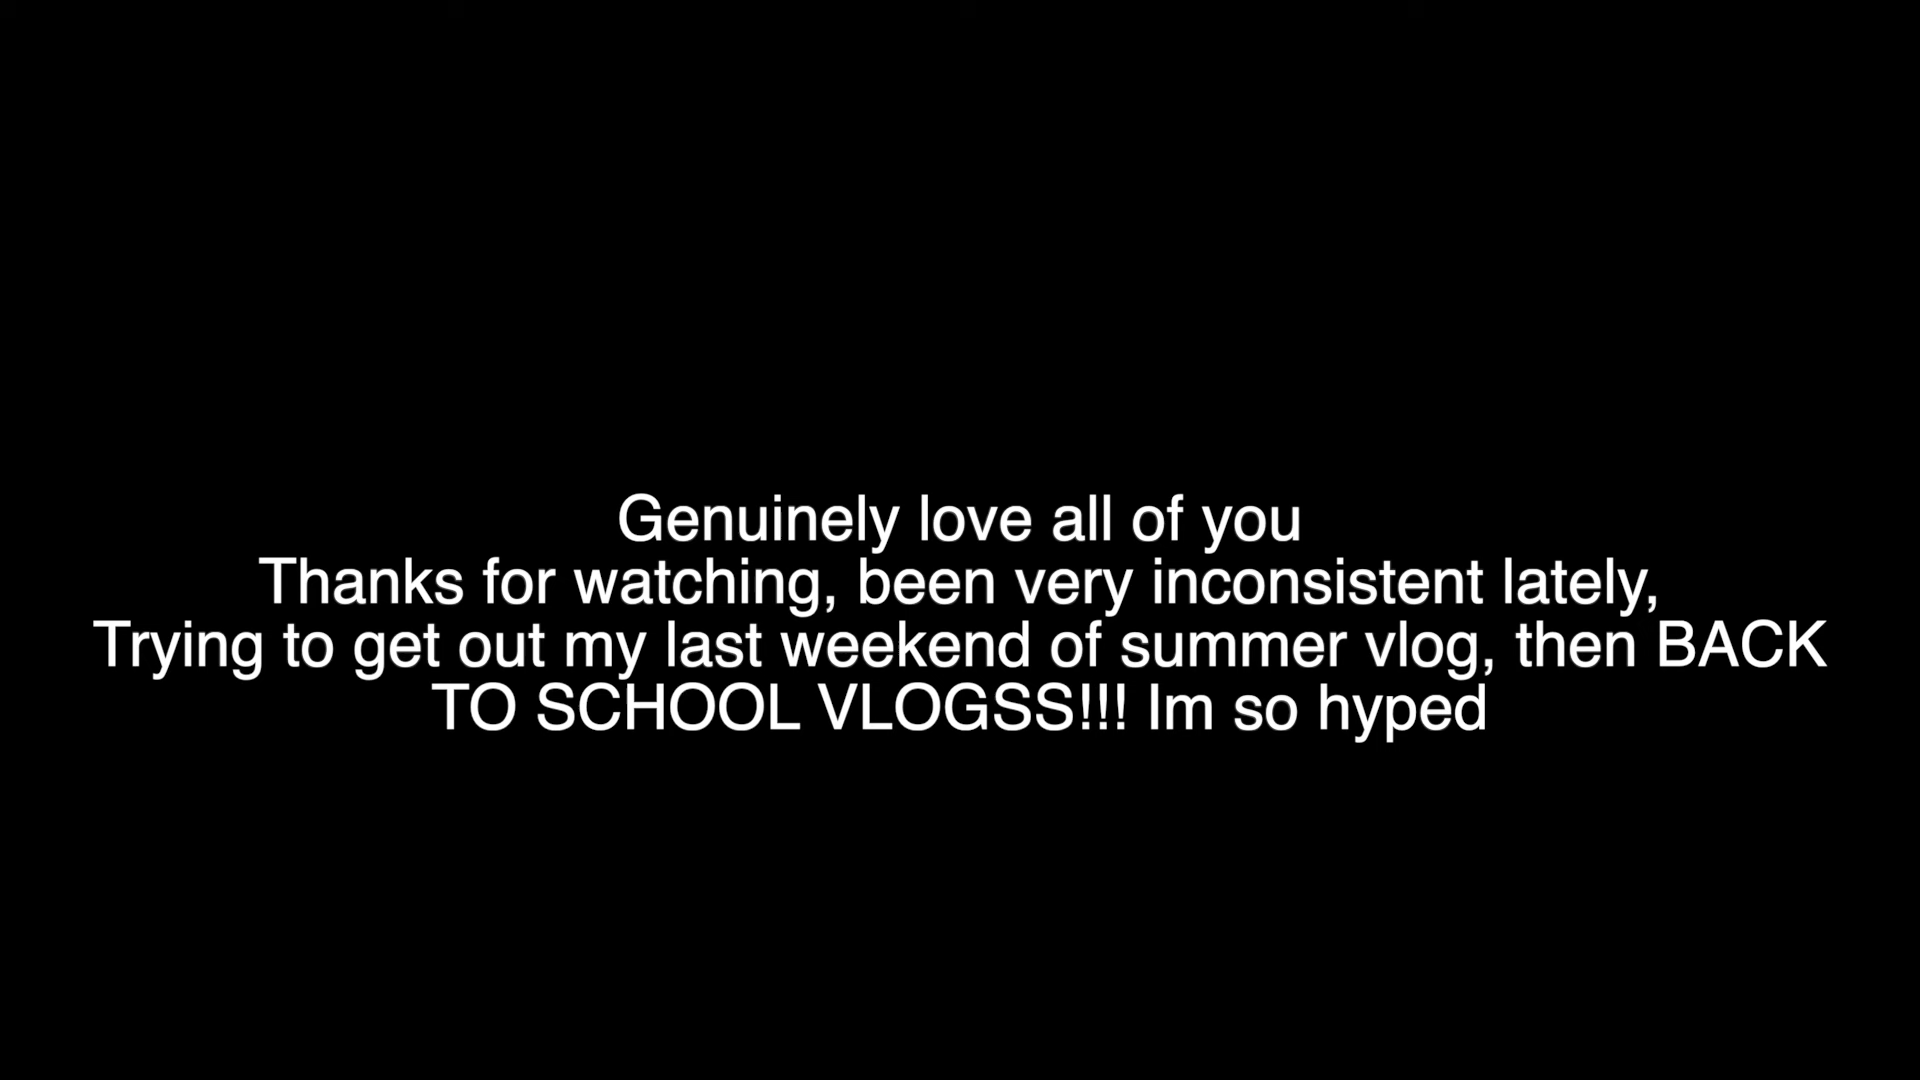 Genuinely love all of you
Thanks for watching, been very inconsistent lately,
Trying to get out my last weekend of summer vlog, then BACK
TO SCHOOL VLOGSS!!! Im so hyped